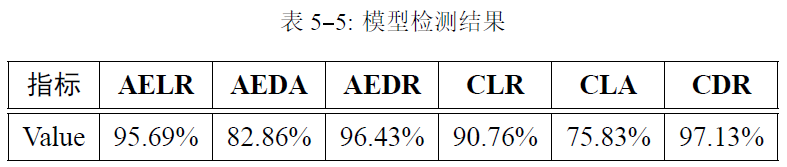 表 5–5: 模型检测结果
指标 AELR AEDA AEDR CLR CLA CDR
Value 95.69% 82.86% 96.43% 90.76% 75.83% 97.13%